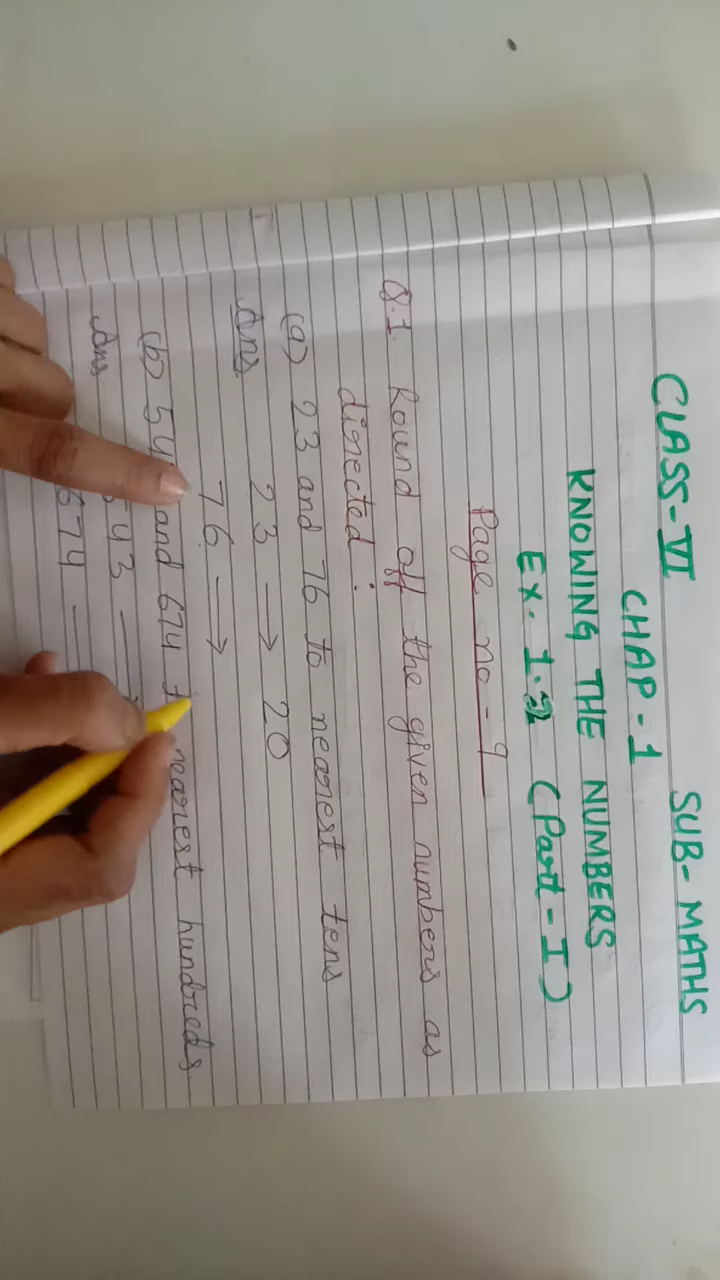 CLASS-VI SUB-MATHS
CHAP-1
KNOWING THE NUMBERS
EX. 1.2 (Part-I)
Page no-9
Q.1. Round off the given numbers as
directed:
(a) 23 and 76 to nearest tens
Ans 23 → 20
76 →
(b) and 674 nearest hundreds.
Ans 543
674